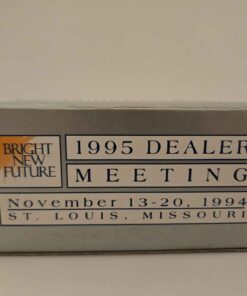 BRIGHT
NEW
FUTURE
1995 DEALER
MEETING
November 13-20, 1994
ST. LOUIS, MISSOURI